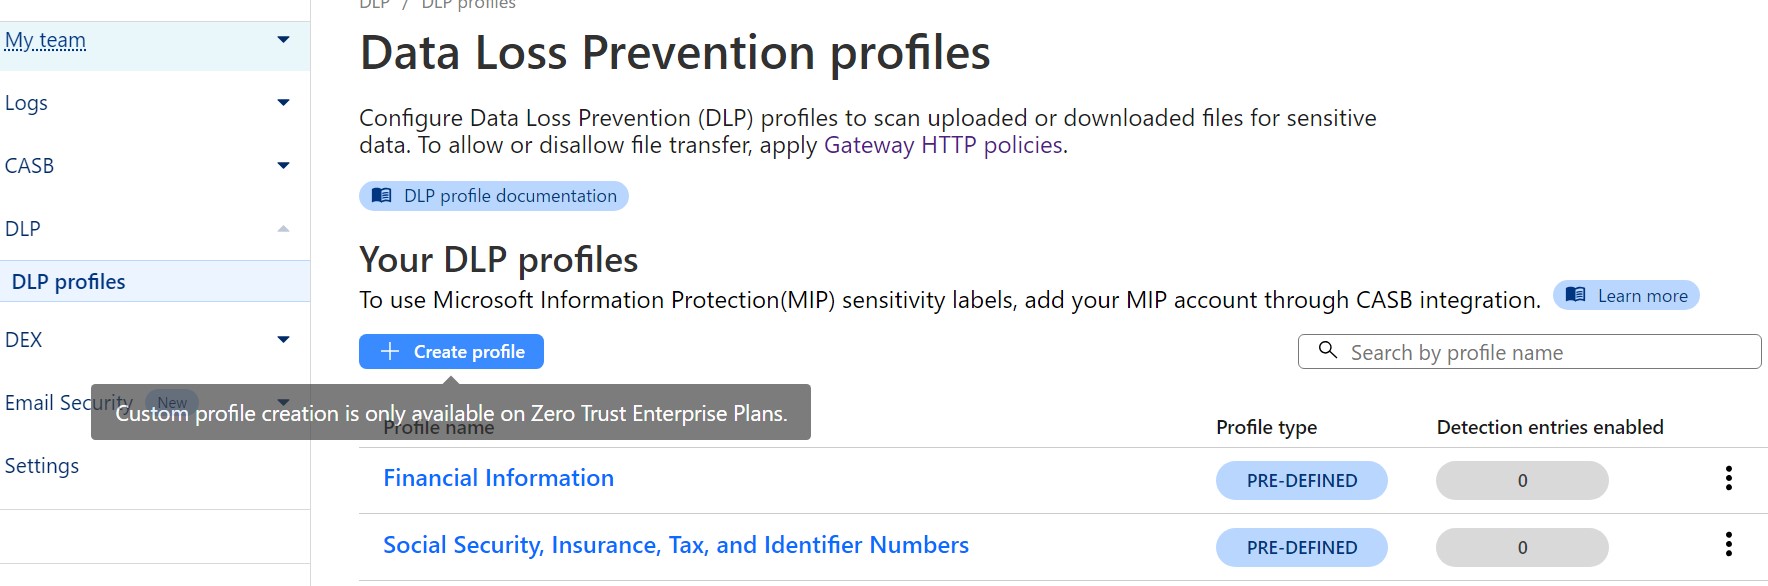 DLP / DLP profiles
My team
Logs
CASB
DLP
DLP profiles
DEX
Email Security New
Settings
Data Loss Prevention profiles
Configure Data Loss Prevention (DLP) profiles to scan uploaded or downloaded files for sensitive
data. To allow or disallow file transfer, apply Gateway HTTP policies.
DLP profile documentation
Your DLP profiles
To use Microsoft Information Protection(MIP) sensitivity labels, add your MIP account through CASB integration. Learn more
Create profile
Search by profile name
Custom profile creation is only available on Zero Trust Enterprise Plans.
Profile name Profile type Detection entries enabled
Financial Information PRE-DEFINED 0
Social Security, Insurance, Tax, and Identifier Numbers PRE-DEFINED 0